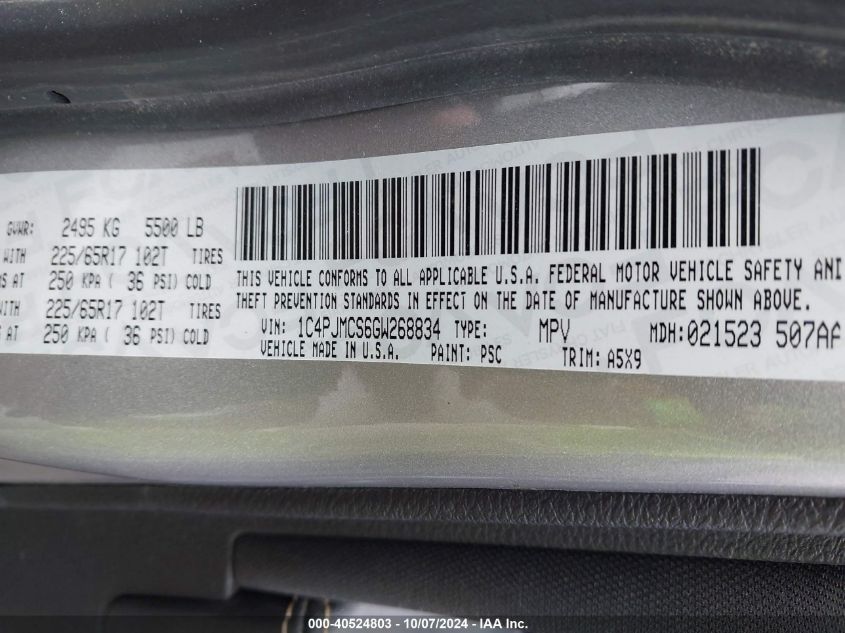 GVWR: 2495 KG 5500 LB
WITH 225/65R17 102T TIRES
AT 250 KPA ( 36 PSI) COLD
WITH 225/65R17 102T TIRES
AT 250 KPA ( 36 PSI) COLD
THIS VEHICLE CONFORMS TO ALL APPLICABLE U.S.A. FEDERAL MOTOR VEHICLE SAFETY AND
THEFT PREVENTION STANDARDS IN EFFECT ON THE DATE OF MANUFACTURE SHOWN ABOVE.
VIN: 1C4PJMCS6GW268834 TYPE: MPV MDH:021523 507AF
VEHICLE MADE IN U.S.A. PAINT: PSC TRIM: A5X9
000-40524803 - 10/07/2024 - IAA Inc.